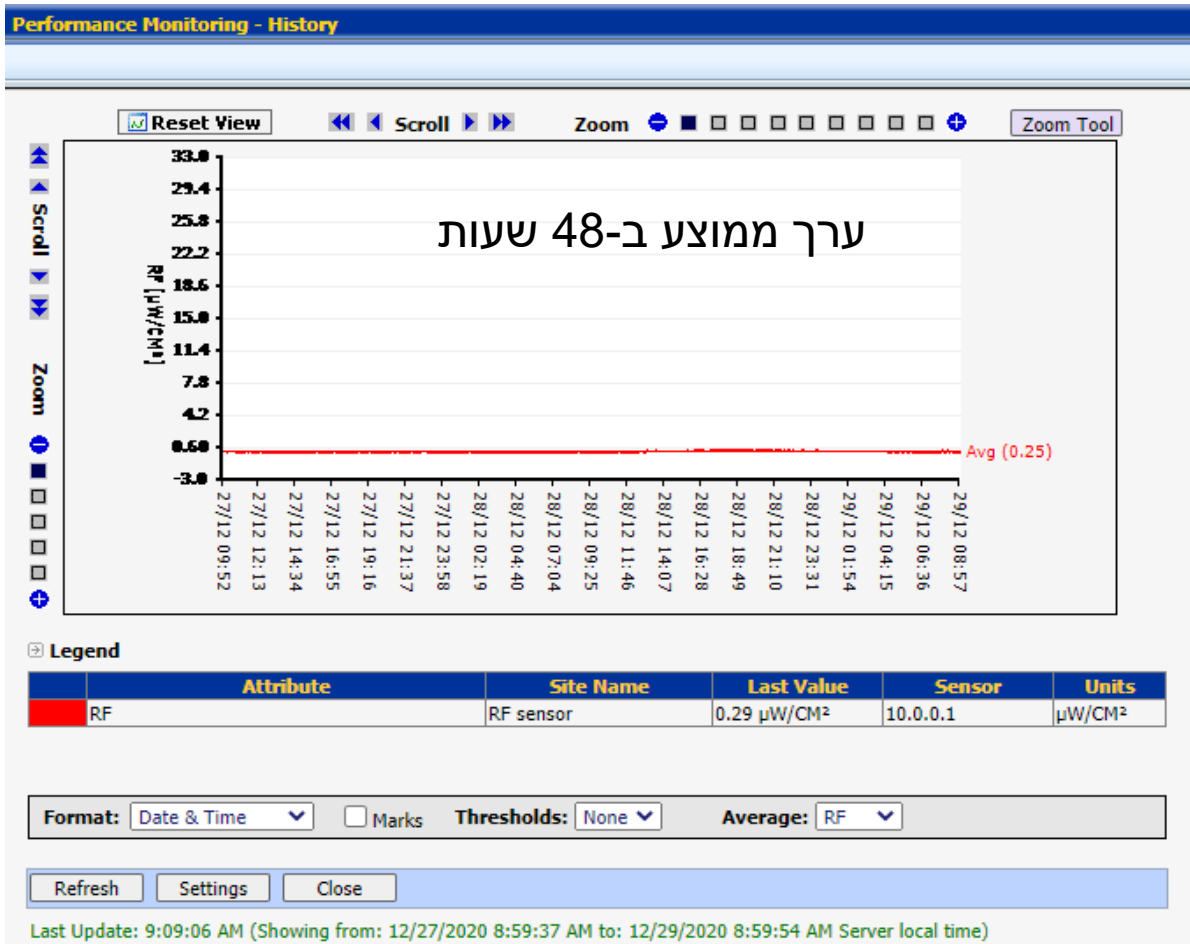 Performance Monitoring - History
Reset View Scroll Zoom Zoom Tool
Scroll
Zoom
RF [µW/CM²]
33.0
29.4
25.8
22.2
18.6
15.0
11.4
7.8
4.2
0.60
-3.0
ערך ממוצע ב-48 שעות
Avg (0.25)
27/12 09:52
27/12 12:13
27/12 14:34
27/12 16:55
27/12 19:16
27/12 21:37
27/12 23:58
28/12 02:19
28/12 04:40
28/12 07:04
28/12 09:25
28/12 11:46
28/12 14:07
28/12 16:28
28/12 18:49
28/12 21:10
28/12 23:31
29/12 01:54
29/12 04:15
29/12 06:36
29/12 08:57
Legend
Attribute Site Name Last Value Sensor Units
RF RF sensor 0.29 µW/CM² 10.0.0.1 µW/CM²
Format: Date & Time Marks Thresholds: None Average: RF
Refresh Settings Close
Last Update: 9:09:06 AM (Showing from: 12/27/2020 8:59:37 AM to: 12/29/2020 8:59:54 AM Server local time)